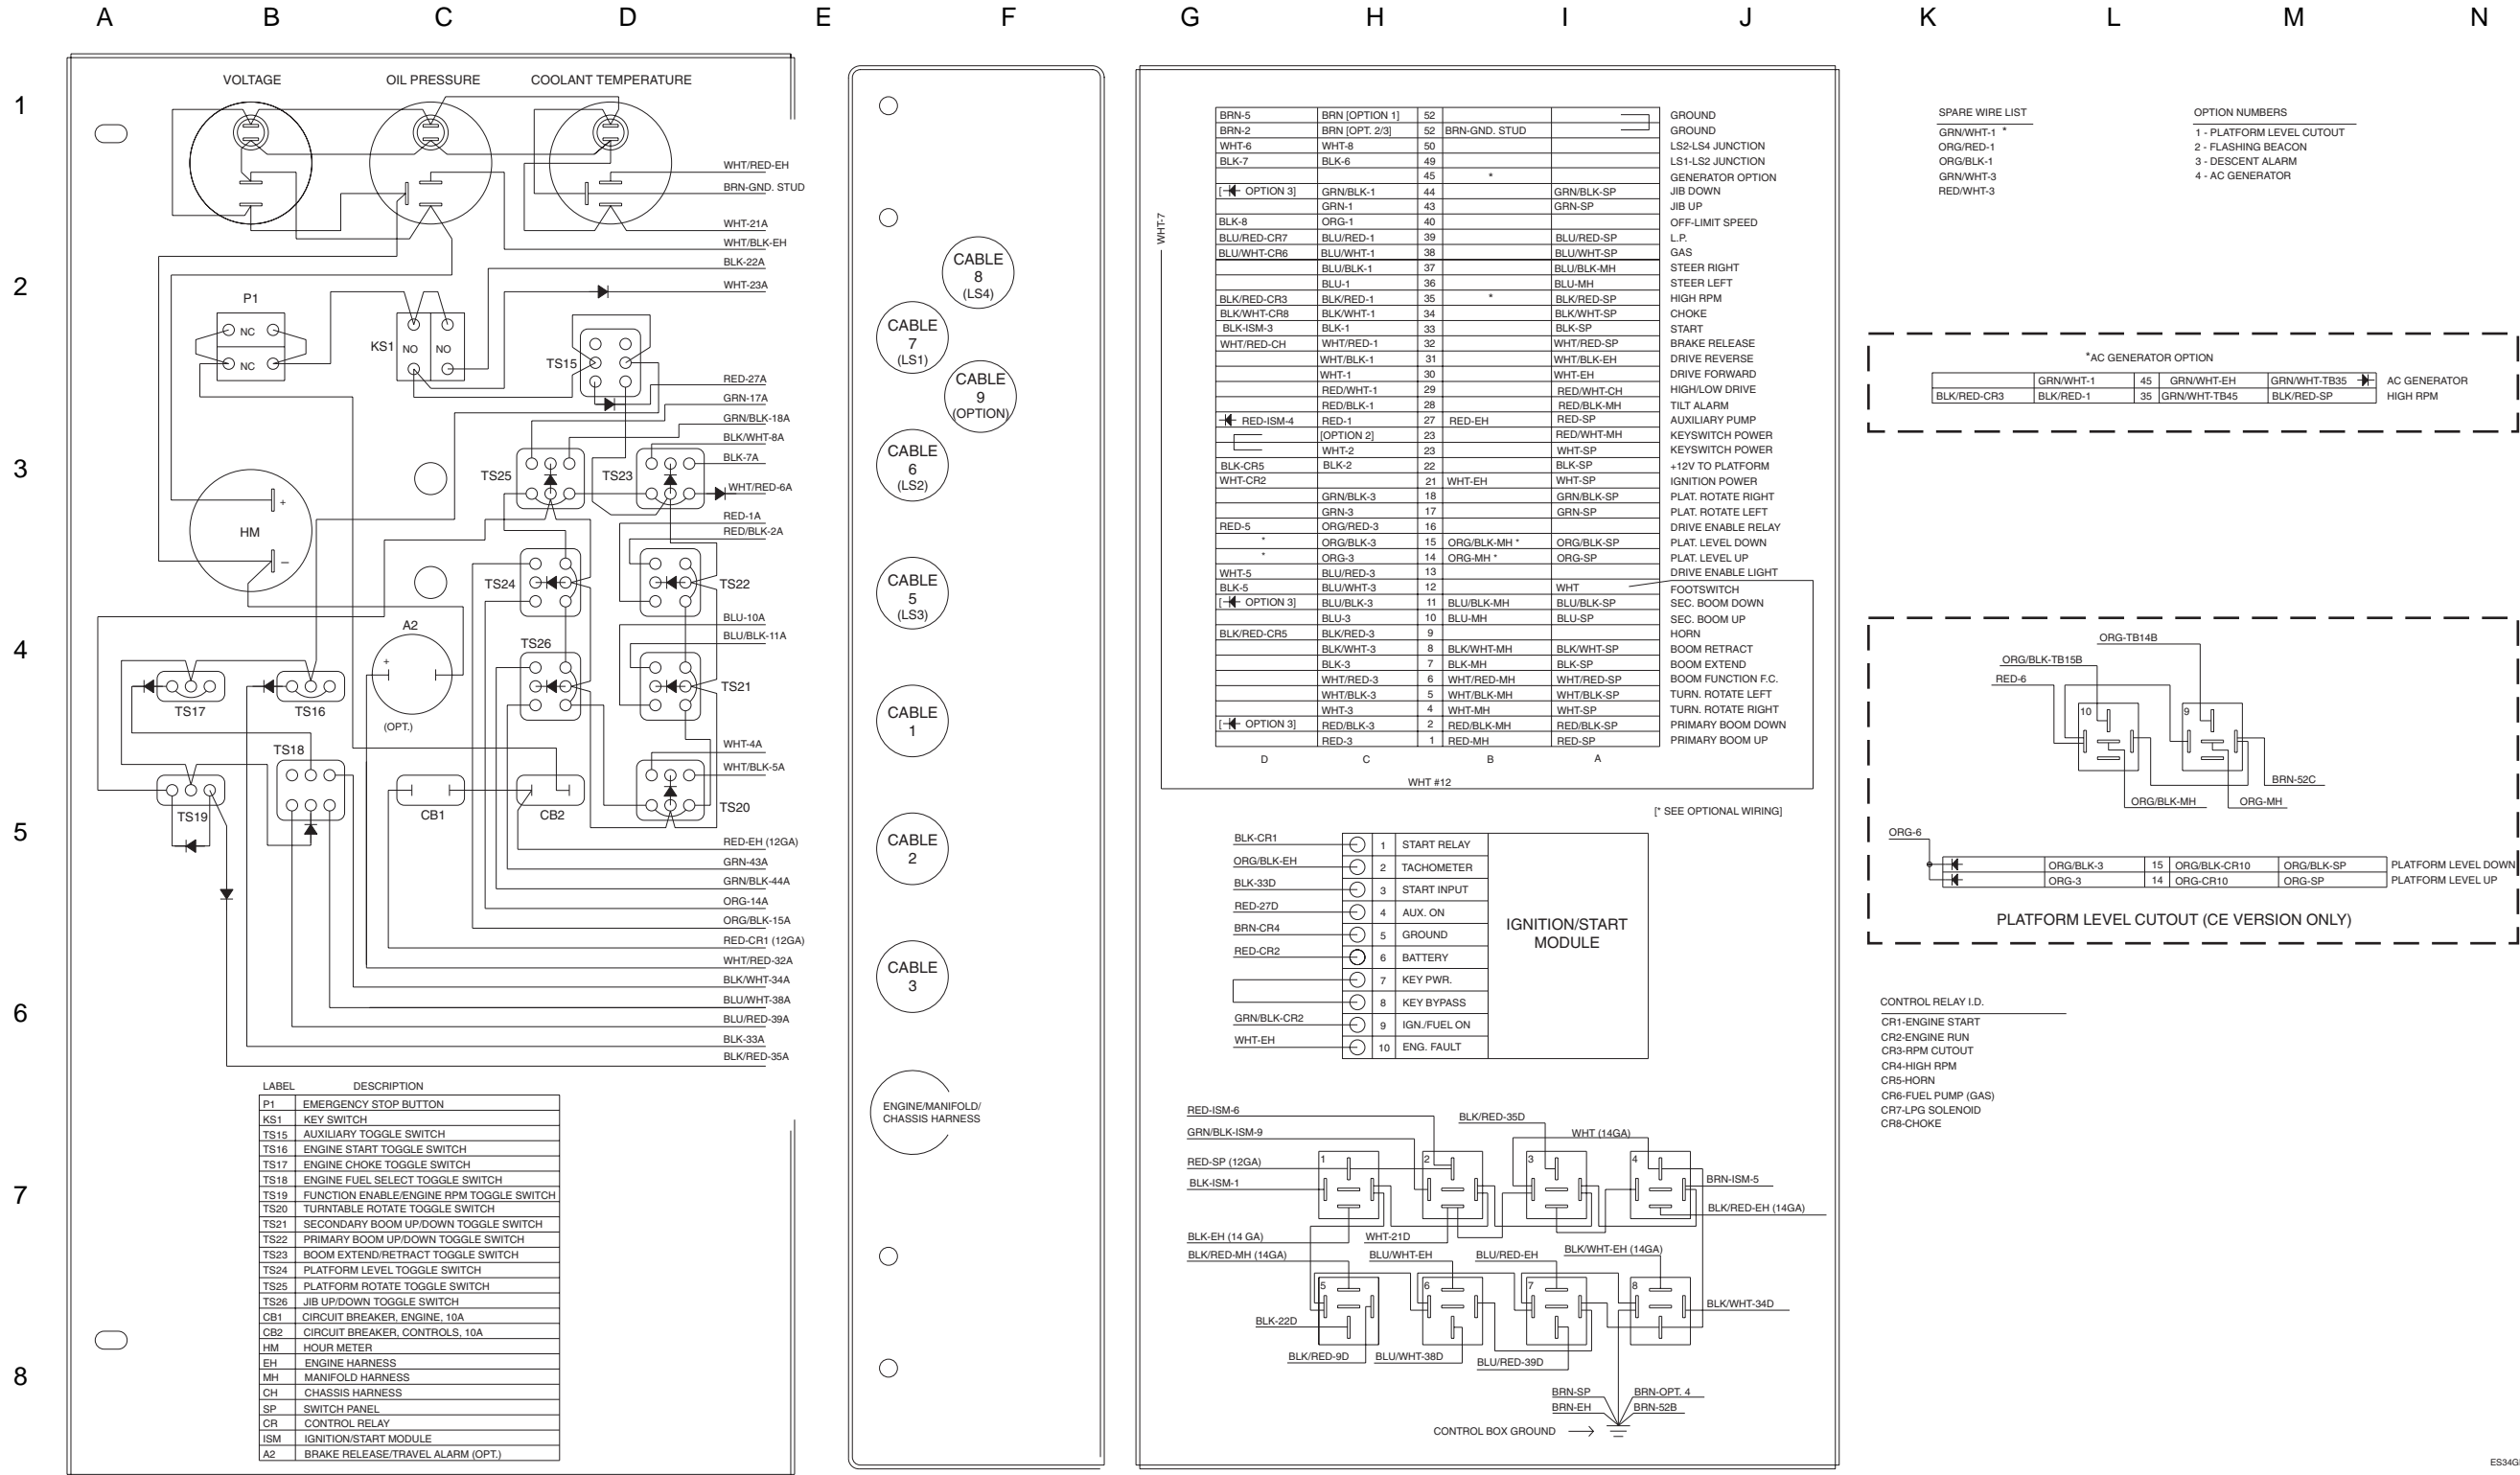 A B C D E F G H I J K L M N
1
2
3
4
5
6
7
8
VOLTAGE OIL PRESSURE COOLANT TEMPERATURE
WHT/RED-EH
BRN-GND. STUD
WHT-21A
WHT/BLK-EH
BLK-22A
WHT-23A
P1
NC
NC
KS1 NO NO
TS15
RED-27A
GRN-17A
GRN/BLK-18A
BLK/WHT-8A
BLK-7A
TS25 TS23
WHT/RED-6A
RED-1A
RED/BLK-2A
HM
+
−
TS24 TS22
BLU-10A
BLU/BLK-11A
A2
+
(OPT.)
TS26 TS21
TS17 TS16
WHT-4A
WHT/BLK-5A
TS18
TS19 CB1 CB2 TS20
RED-EH (12GA)
GRN-43A
GRN/BLK-44A
ORG-14A
ORG/BLK-15A
RED-CR1 (12GA)
WHT/RED-32A
BLK/WHT-34A
BLU/WHT-38A
BLU/RED-39A
BLK-33A
BLK/RED-35A
LABEL DESCRIPTION
P1 EMERGENCY STOP BUTTON
KS1 KEY SWITCH
TS15 AUXILIARY TOGGLE SWITCH
TS16 ENGINE START TOGGLE SWITCH
TS17 ENGINE CHOKE TOGGLE SWITCH
TS18 ENGINE FUEL SELECT TOGGLE SWITCH
TS19 FUNCTION ENABLE/ENGINE RPM TOGGLE SWITCH
TS20 TURNTABLE ROTATE TOGGLE SWITCH
TS21 SECONDARY BOOM UP/DOWN TOGGLE SWITCH
TS22 PRIMARY BOOM UP/DOWN TOGGLE SWITCH
TS23 BOOM EXTEND/RETRACT TOGGLE SWITCH
TS24 PLATFORM LEVEL TOGGLE SWITCH
TS25 PLATFORM ROTATE TOGGLE SWITCH
TS26 JIB UP/DOWN TOGGLE SWITCH
CB1 CIRCUIT BREAKER, ENGINE, 10A
CB2 CIRCUIT BREAKER, CONTROLS, 10A
HM HOUR METER
EH ENGINE HARNESS
MH MANIFOLD HARNESS
CH CHASSIS HARNESS
SP SWITCH PANEL
CR CONTROL RELAY
ISM IGNITION/START MODULE
A2 BRAKE RELEASE/TRAVEL ALARM (OPT.)
CABLE
8
(LS4)
CABLE
7
(LS1)
CABLE
9
(OPTION)
CABLE
6
(LS2)
CABLE
5
(LS3)
CABLE
1
CABLE
2
CABLE
3
ENGINE/MANIFOLD/
CHASSIS HARNESS
WHT-7
BRN-5 BRN [OPTION 1] 52 GROUND
BRN-2 BRN [OPT. 2/3] 52 BRN-GND. STUD GROUND
WHT-6 WHT-8 50 LS2-LS4 JUNCTION
BLK-7 BLK-6 49 LS1-LS2 JUNCTION
45 * GENERATOR OPTION
[ OPTION 3] GRN/BLK-1 44 GRN/BLK-SP JIB DOWN
GRN-1 43 GRN-SP JIB UP
BLK-8 ORG-1 40 OFF-LIMIT SPEED
BLU/RED-CR7 BLU/RED-1 39 BLU/RED-SP L.P.
BLU/WHT-CR6 BLU/WHT-1 38 BLU/WHT-SP GAS
BLU/BLK-1 37 BLU/BLK-MH STEER RIGHT
BLU-1 36 BLU-MH STEER LEFT
BLK/RED-CR3 BLK/RED-1 35 * BLK/RED-SP HIGH RPM
BLK/WHT-CR8 BLK/WHT-1 34 BLK/WHT-SP CHOKE
BLK-ISM-3 BLK-1 33 BLK-SP START
WHT/RED-CH WHT/RED-1 32 WHT/RED-SP BRAKE RELEASE
WHT/BLK-1 31 WHT/BLK-EH DRIVE REVERSE
WHT-1 30 WHT-EH DRIVE FORWARD
RED/WHT-1 29 RED/WHT-CH HIGH/LOW DRIVE
RED/BLK-1 28 RED/BLK-MH TILT ALARM
RED-ISM-4 RED-1 27 RED-EH RED-SP AUXILIARY PUMP
[OPTION 2] 23 RED/WHT-MH KEYSWITCH POWER
WHT-2 23 WHT-SP KEYSWITCH POWER
BLK-CR5 BLK-2 22 BLK-SP +12V TO PLATFORM
WHT-CR2 21 WHT-EH WHT-SP IGNITION POWER
GRN/BLK-3 18 GRN/BLK-SP PLAT. ROTATE RIGHT
GRN-3 17 GRN-SP PLAT. ROTATE LEFT
RED-5 ORG/RED-3 16 DRIVE ENABLE RELAY
* ORG/BLK-3 15 ORG/BLK-MH * ORG/BLK-SP PLAT. LEVEL DOWN
* ORG-3 14 ORG-MH * ORG-SP PLAT. LEVEL UP
WHT-5 BLU/RED-3 13 DRIVE ENABLE LIGHT
BLK-5 BLU/WHT-3 12 WHT FOOTSWITCH
[ OPTION 3] BLU/BLK-3 11 BLU/BLK-MH BLU/BLK-SP SEC. BOOM DOWN
BLU-3 10 BLU-MH BLU-SP SEC. BOOM UP
BLK/RED-CR5 BLK/RED-3 9 HORN
BLK/WHT-3 8 BLK/WHT-MH BLK/WHT-SP BOOM RETRACT
BLK-3 7 BLK-MH BLK-SP BOOM EXTEND
WHT/RED-3 6 WHT/RED-MH WHT/RED-SP BOOM FUNCTION F.C.
WHT/BLK-3 5 WHT/BLK-MH WHT/BLK-SP TURN. ROTATE LEFT
WHT-3 4 WHT-MH WHT-SP TURN. ROTATE RIGHT
[ OPTION 3] RED/BLK-3 2 RED/BLK-MH RED/BLK-SP PRIMARY BOOM DOWN
RED-3 1 RED-MH RED-SP PRIMARY BOOM UP
D C B A
WHT #12
[* SEE OPTIONAL WIRING]
BLK-CR1 1 START RELAY
ORG/BLK-EH 2 TACHOMETER
BLK-33D 3 START INPUT
RED-27D 4 AUX. ON
BRN-CR4 5 GROUND
RED-CR2 6 BATTERY
7 KEY PWR.
8 KEY BYPASS
GRN/BLK-CR2 9 IGN./FUEL ON
WHT-EH 10 ENG. FAULT
IGNITION/START
MODULE
RED-ISM-6
BLK/RED-35D
GRN/BLK-ISM-9
WHT (14GA)
RED-SP (12GA)
1 2 3 4
BLK-ISM-1
BRN-ISM-5
BLK/RED-EH (14GA)
BLK-EH (14 GA) WHT-21D
BLK/RED-MH (14GA) BLU/WHT-EH BLU/RED-EH BLK/WHT-EH (14GA)
5 6 7 8
BLK/WHT-34D
BLK-22D
BLK/RED-9D BLU/WHT-38D BLU/RED-39D
BRN-SP BRN-OPT. 4
BRN-EH BRN-52B
CONTROL BOX GROUND
SPARE WIRE LIST
GRN/WHT-1 *
ORG/RED-1
ORG/BLK-1
GRN/WHT-3
RED/WHT-3
OPTION NUMBERS
1 - PLATFORM LEVEL CUTOUT
2 - FLASHING BEACON
3 - DESCENT ALARM
4 - AC GENERATOR
*AC GENERATOR OPTION
GRN/WHT-1 45 GRN/WHT-EH GRN/WHT-TB35 AC GENERATOR
BLK/RED-CR3 BLK/RED-1 35 GRN/WHT-TB45 BLK/RED-SP HIGH RPM
ORG-TB14B
ORG/BLK-TB15B
RED-6
10 9
BRN-52C
ORG/BLK-MH ORG-MH
ORG-6
ORG/BLK-3 15 ORG/BLK-CR10 ORG/BLK-SP PLATFORM LEVEL DOWN
ORG-3 14 ORG-CR10 ORG-SP PLATFORM LEVEL UP
PLATFORM LEVEL CUTOUT (CE VERSION ONLY)
CONTROL RELAY I.D.
CR1-ENGINE START
CR2-ENGINE RUN
CR3-RPM CUTOUT
CR4-HIGH RPM
CR5-HORN
CR6-FUEL PUMP (GAS)
CR7-LPG SOLENOID
CR8-CHOKE